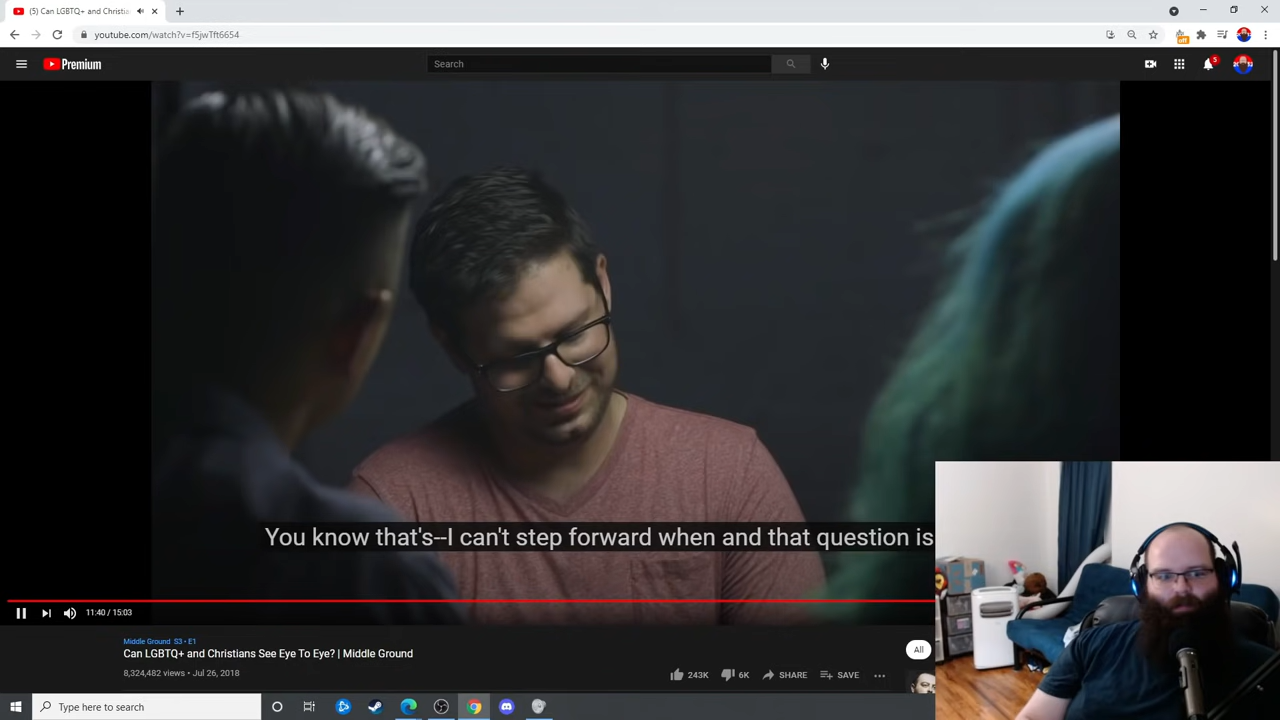 (5) Can LGBTQ+ and Christia
youtube.com/watch?v=f5jwTft6654
off
Premium
Search
5
You know that's--I can't step forward when and that question is
11:40 / 15:03
Middle Ground S3 • E1
Can LGBTQ+ and Christians See Eye To Eye? | Middle Ground
All
8,324,482 views • Jul 26, 2018
243K
6K
SHARE
SAVE
Type here to search